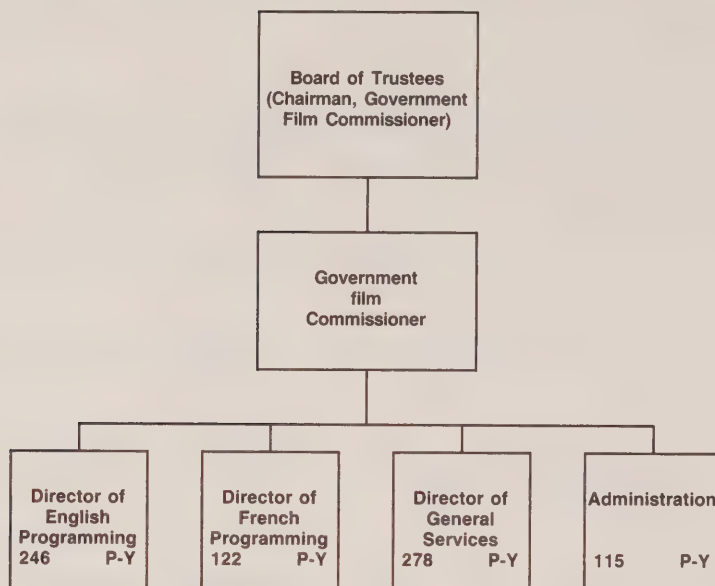 Board of Trustees
(Chairman, Government
Film Commissioner)
Government
film
Commissioner
Director of
English
Programming
246 P-Y
Director of
French
Programming
122 P-Y
Director of
General
Services
278 P-Y
Administration
115 P-Y